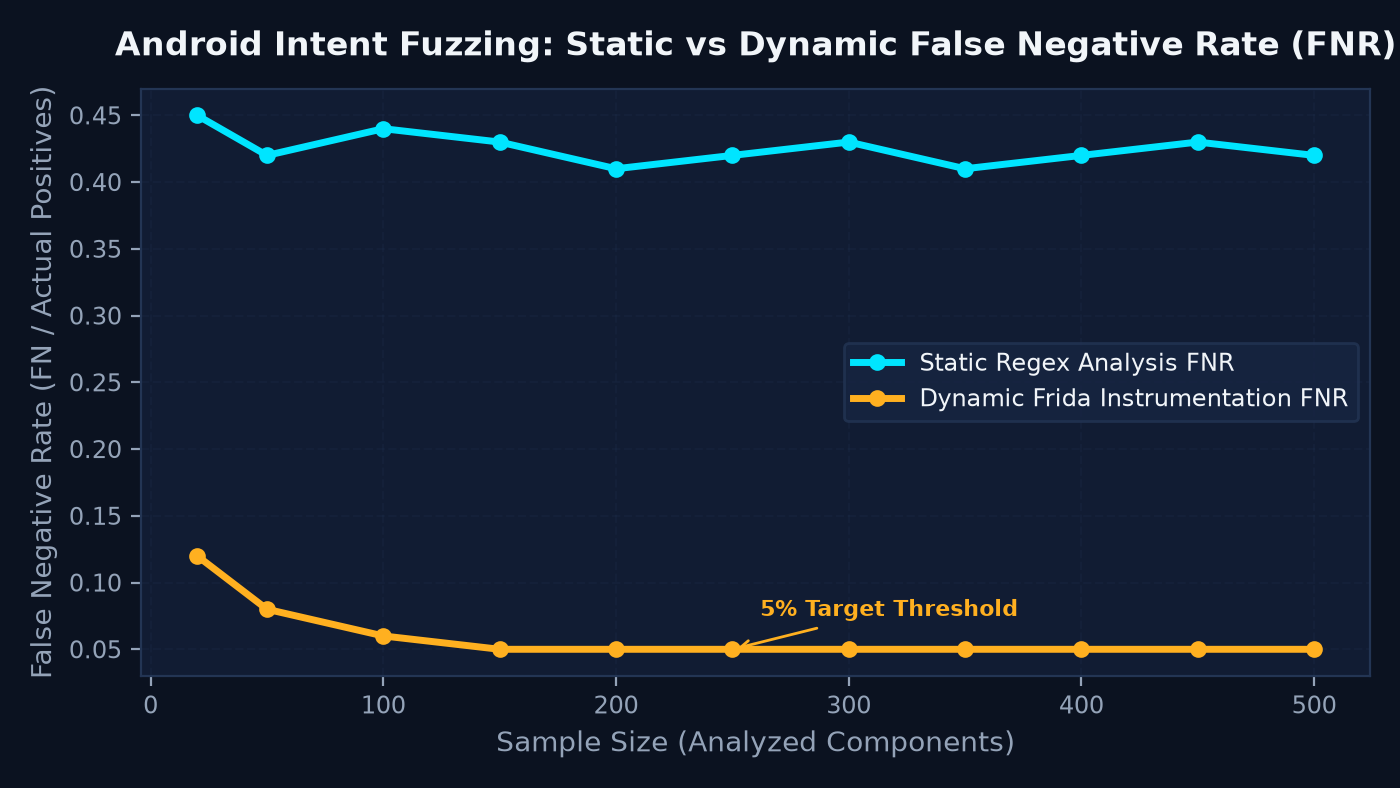 Android Intent Fuzzing: Static vs Dynamic False Negative Rate (FNR)
False Negative Rate (FN / Actual Positives)
0.45
0.40
0.35
0.30
0.25
0.20
0.15
0.10
0.05
Static Regex Analysis FNR
Dynamic Frida Instrumentation FNR
5% Target Threshold
0
100
200
300
400
500
Sample Size (Analyzed Components)